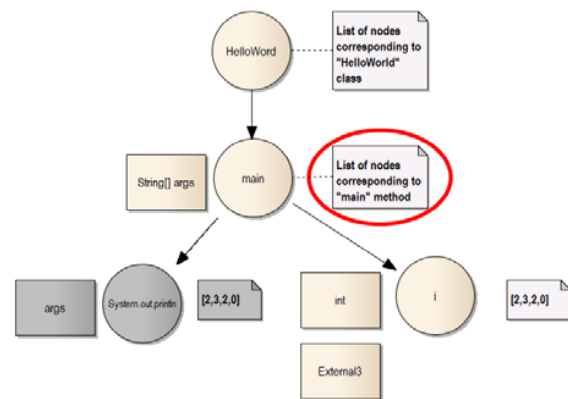 HelloWord
List of nodes
corresponding to
"HelloWorld"
class
String[] args
main
List of nodes
corresponding to
"main" method
args
System.out.println
[2,3,2,0]
int
i
[2,3,2,0]
External3